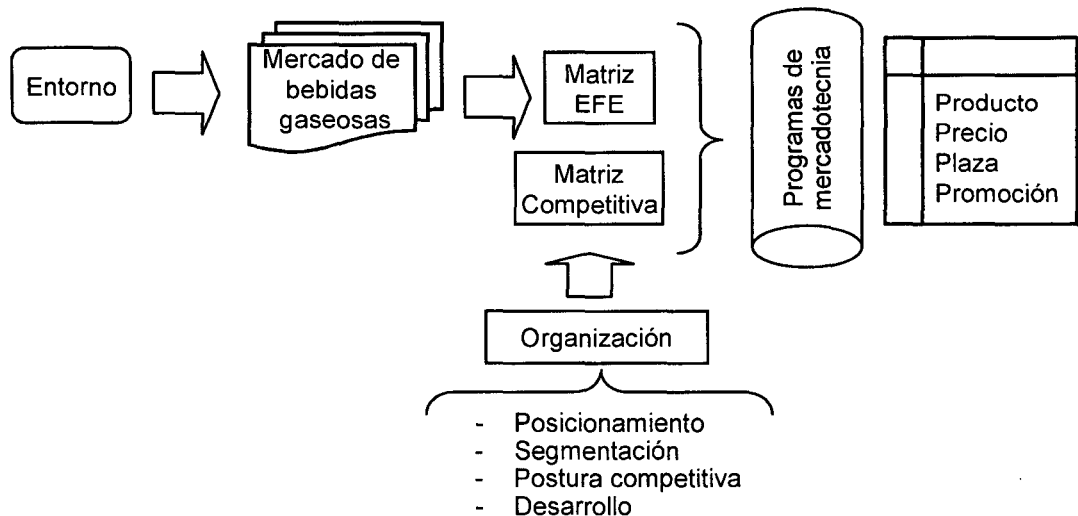 Entorno
Mercado de
bebidas
gaseosas
Matriz
EFE
Matriz
Competitiva
Programas de
mercadotecnia
Producto
Precio
Plaza
Promoción
Organización
- Posicionamiento
- Segmentación
- Postura competitiva
- Desarrollo